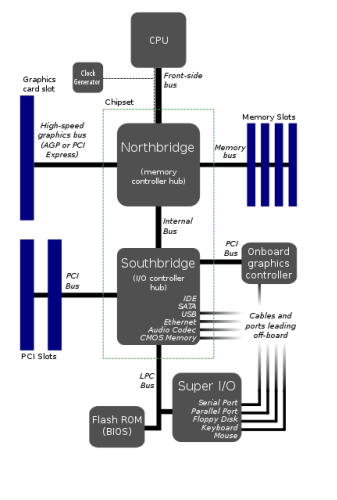 CPU
Clock
Generator
Graphics
card slot
Front-side
bus
Chipset
High-speed
graphics bus
(AGP or PCI
Express)
Northbridge
(memory
controller hub)
Memory
bus
Memory Slots
Internal
Bus
Southbridge
(I/O controller
hub)
PCI
Bus
PCI
Bus
Onboard
graphics
controller
IDE
SATA
USB
Ethernet
Audio Codec
CMOS Memory
Cables and
ports leading
off-board
PCI Slots
LPC
Bus
Super I/O
Serial Port
Parallel Port
Floppy Disk
Keyboard
Mouse
Flash ROM
(BIOS)